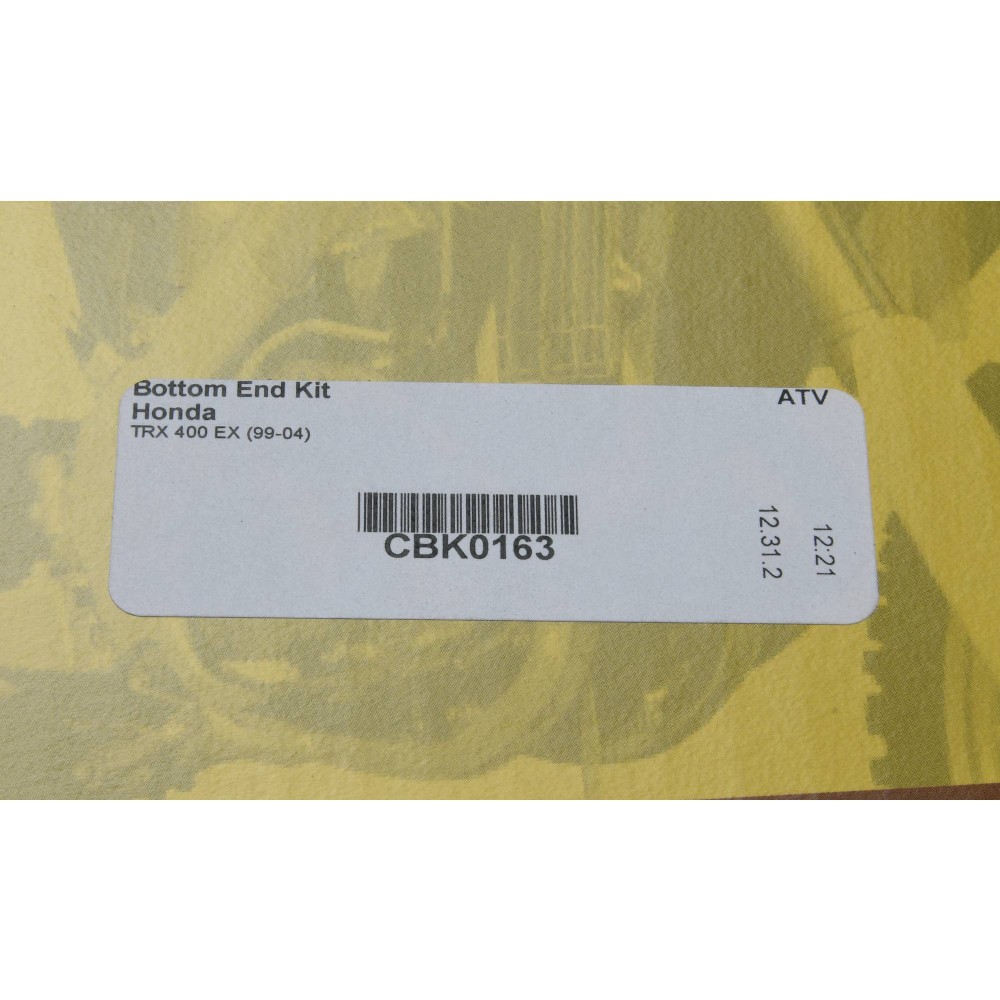 Bottom End Kit
ATV
Honda
TRX 400 EX (99-04)
CBK0163
12:21
12.31.2